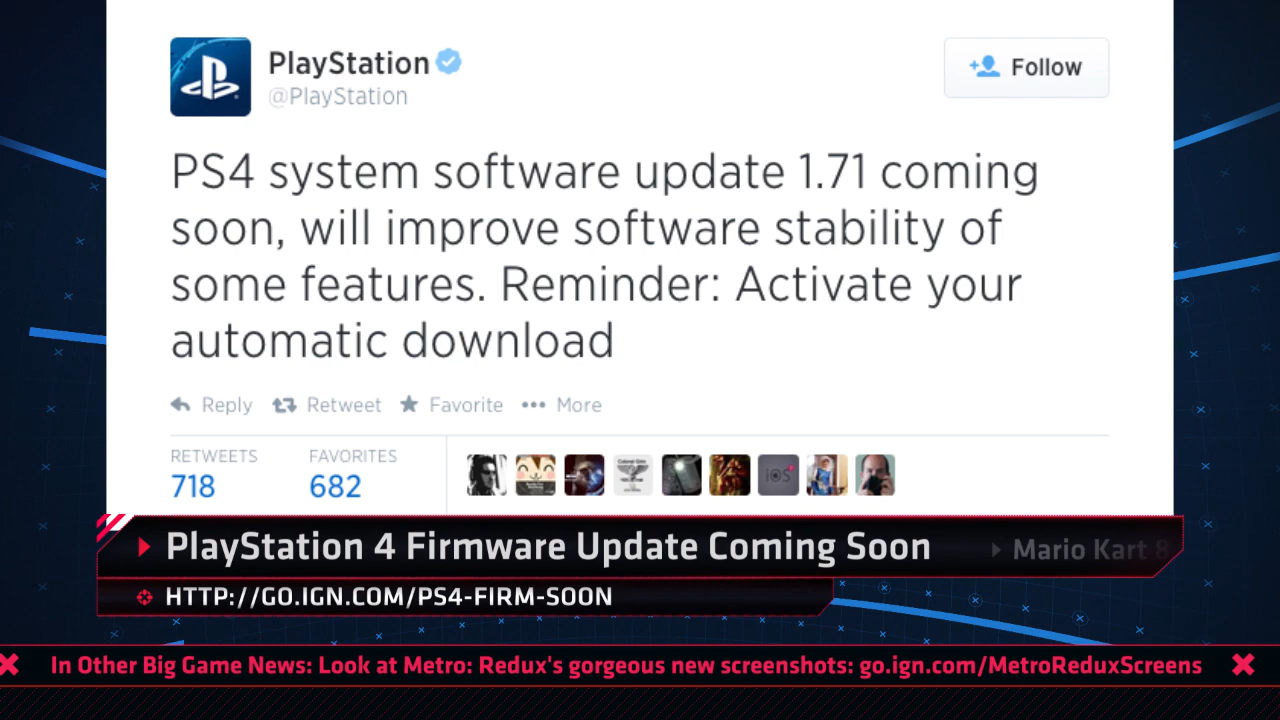 PlayStation
@PlayStation
Follow
PS4 system software update 1.71 coming
soon, will improve software stability of
some features. Reminder: Activate your
automatic download
Reply Retweet Favorite More
RETWEETS FAVORITES
718 682
iOS
PlayStation 4 Firmware Update Coming Soon Mario Kart 8
HTTP://GO.IGN.COM/PS4-FIRM-SOON
In Other Big Game News: Look at Metro: Redux's gorgeous new screenshots: go.ign.com/MetroReduxScreens